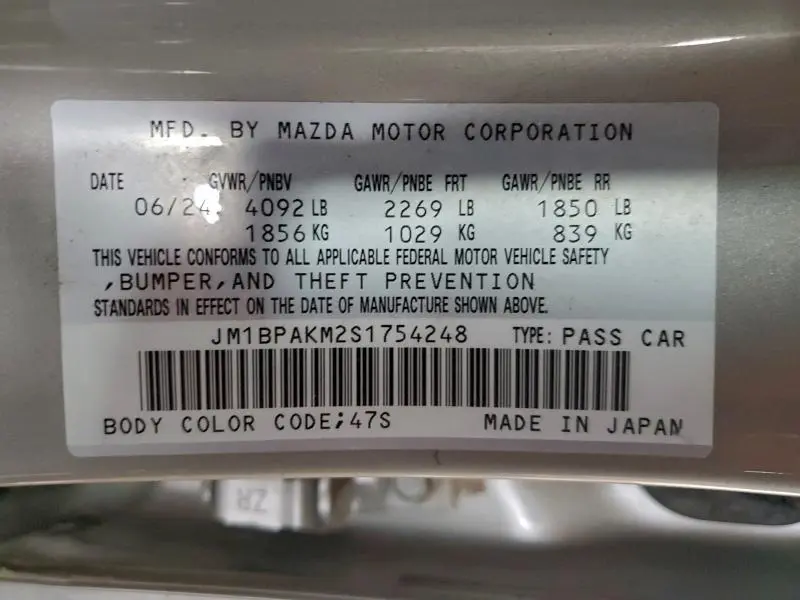 MFD. BY MAZDA MOTOR CORPORATION
DATE : GVWR/PNBV GAWR/PNBE FRT GAWR/PNBE RR
06/24 4092 LB 2269 LB 1850 LB
1856 KG 1029 KG 839 KG
THIS VEHICLE CONFORMS TO ALL APPLICABLE FEDERAL MOTOR VEHICLE SAFETY
,BUMPER,AND THEFT PREVENTION
STANDARDS IN EFFECT ON THE DATE OF MANUFACTURE SHOWN ABOVE.
JM1BPAKM2S1754248 TYPE: PASS CAR
BODY COLOR CODE;47S MADE IN JAPAN
ZR